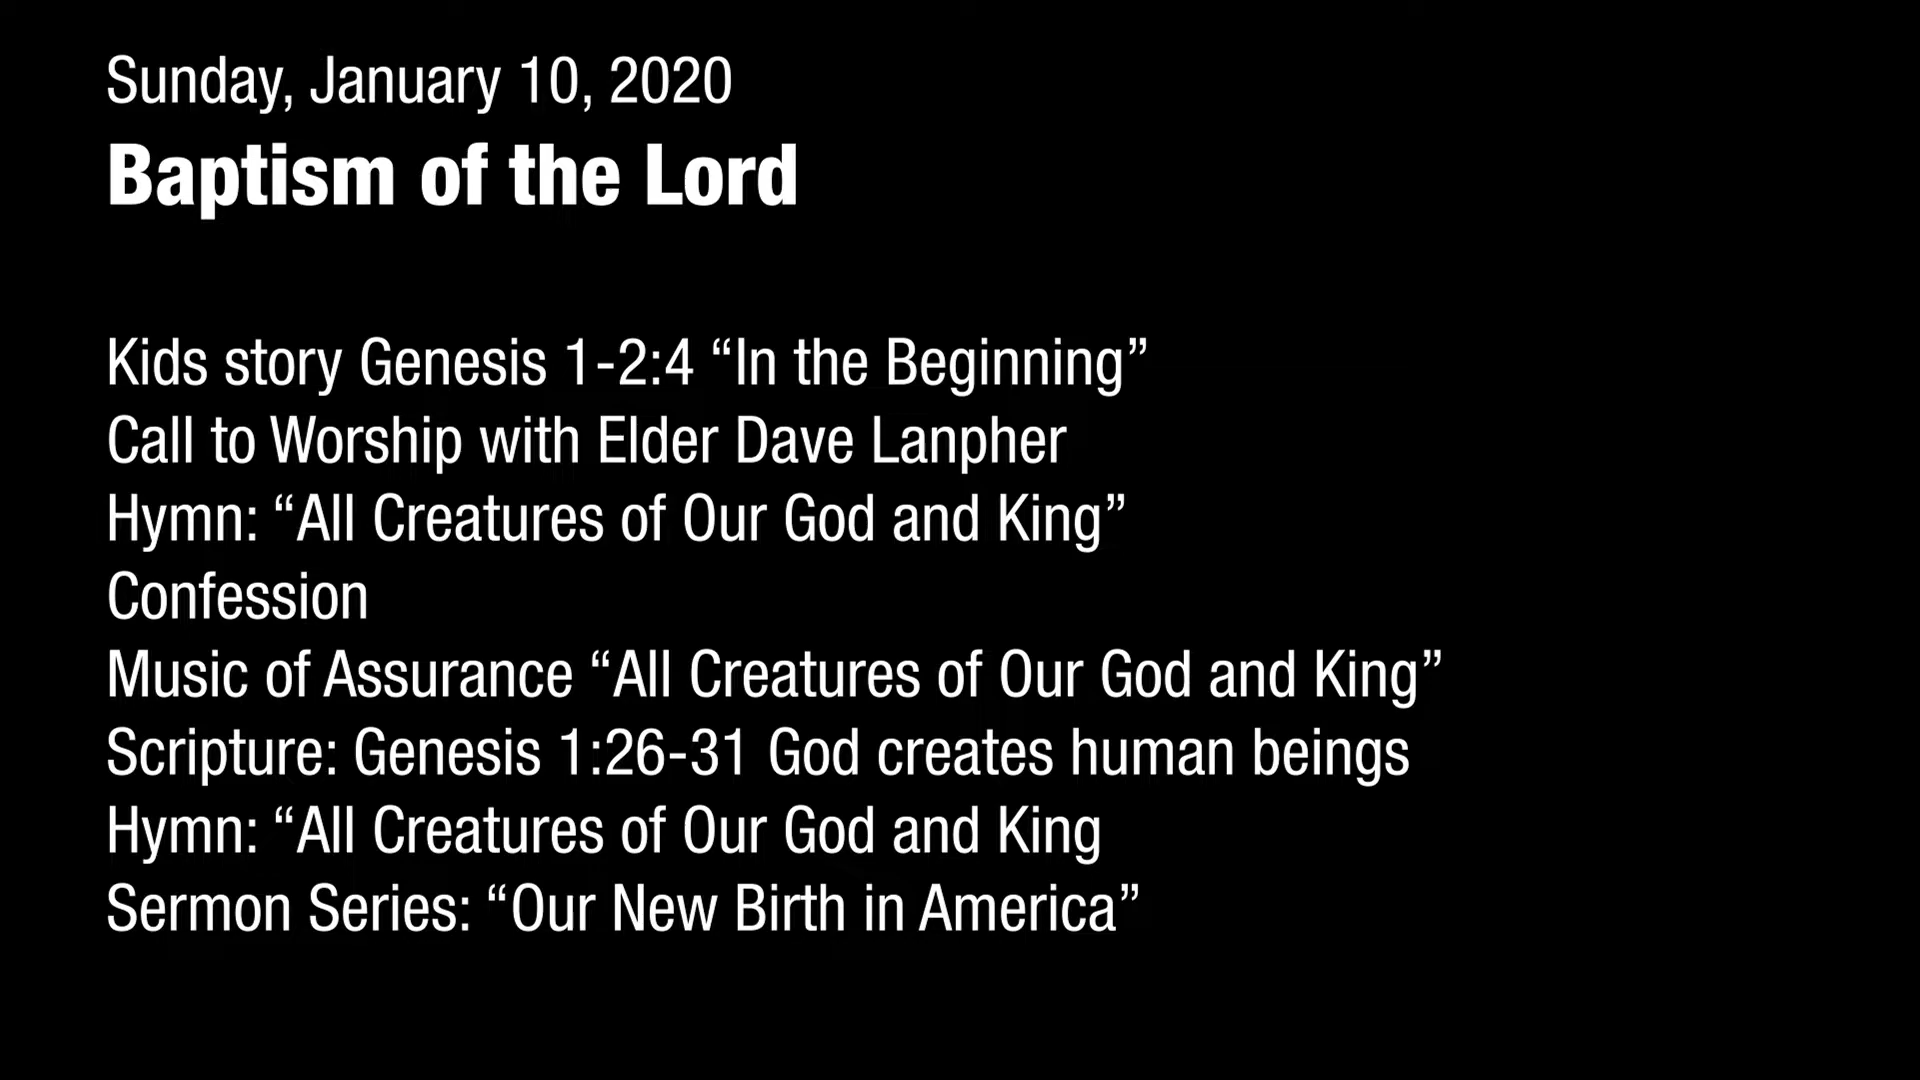 Sunday, January 10, 2020
Baptism of the Lord
Kids story Genesis 1-2:4 “In the Beginning”
Call to Worship with Elder Dave Lanpher
Hymn: “All Creatures of Our God and King”
Confession
Music of Assurance “All Creatures of Our God and King”
Scripture: Genesis 1:26-31 God creates human beings
Hymn: “All Creatures of Our God and King
Sermon Series: “Our New Birth in America”